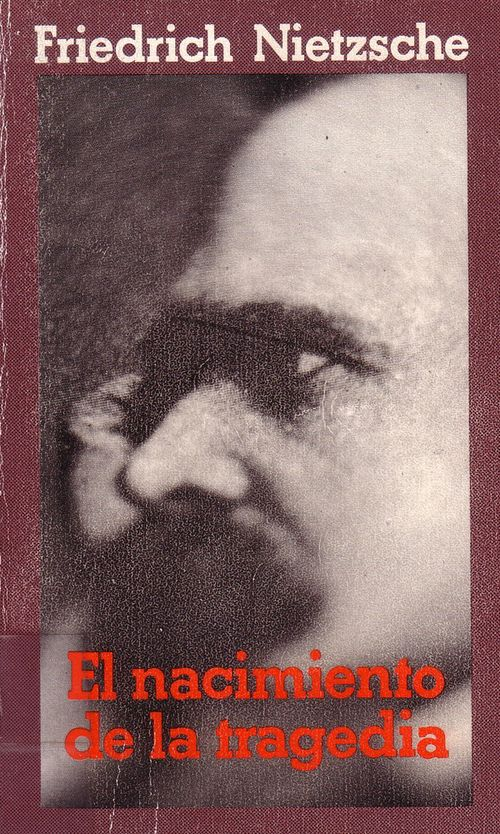 Friedrich Nietzsche
El nacimiento
de la tragedia